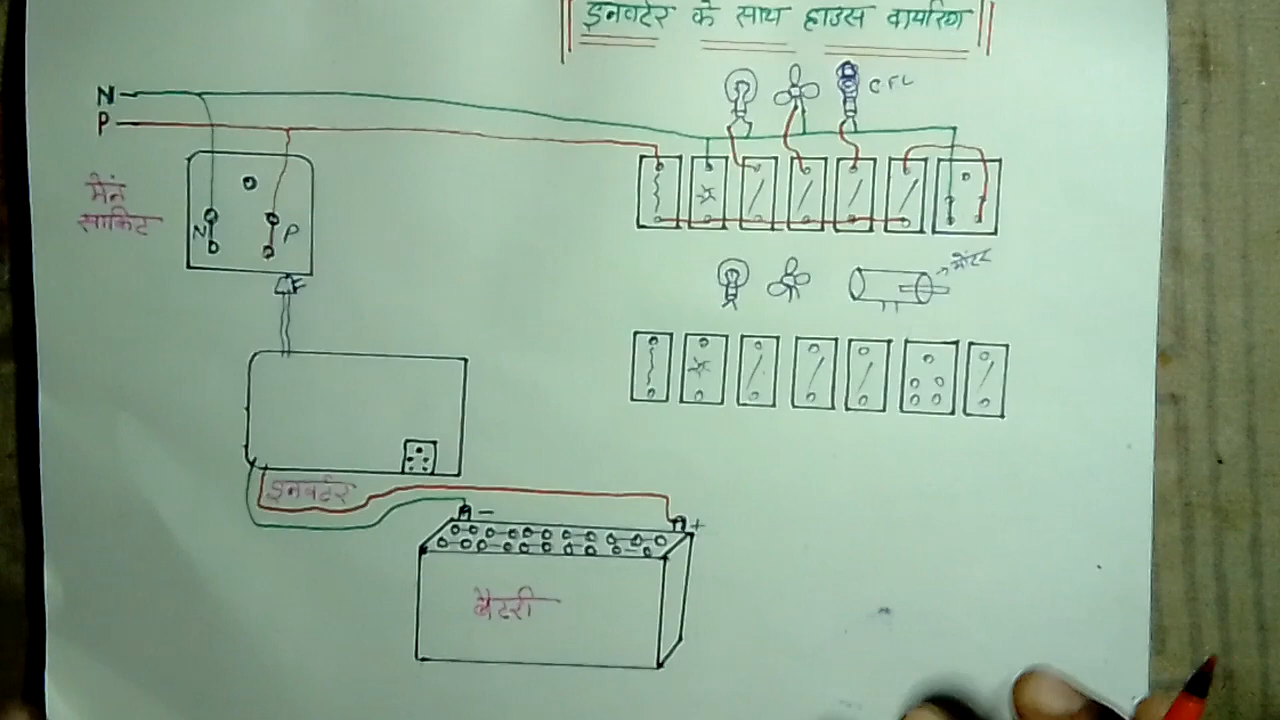 इनवर्टर के साथ हाउस वायरिंग
N
P
CFL
मेनं
साकिट
N P
मोटर
इनवर्टर
− +
बैटरी